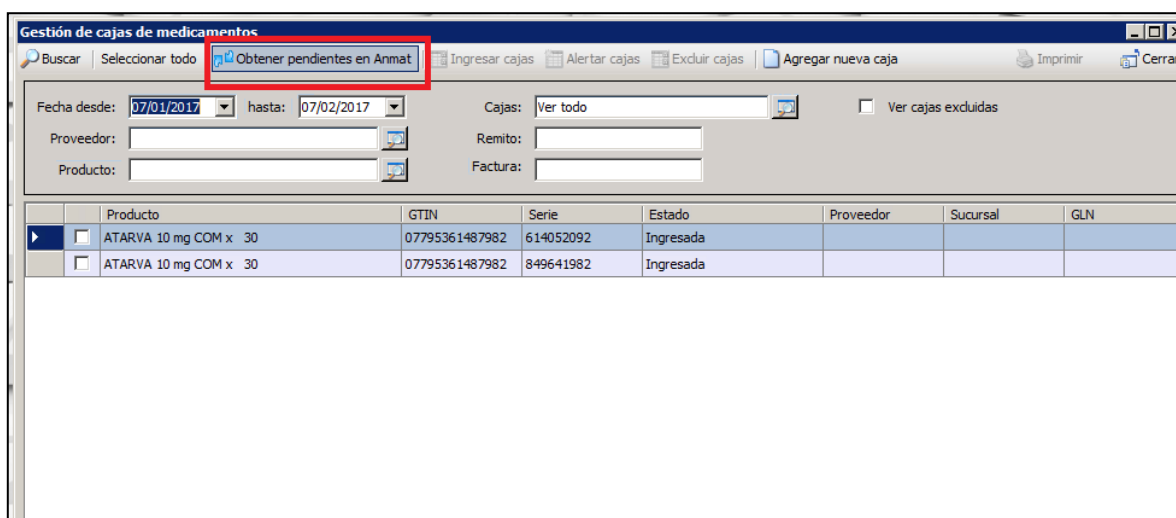 Gestión de cajas de medicamentos
Buscar Seleccionar todo Obtener pendientes en Anmat Ingresar cajas Alertar cajas Excluir cajas Agregar nueva caja Imprimir Cerrar
Fecha desde: 07/01/2017 hasta: 07/02/2017 Cajas: Ver todo Ver cajas excluidas
Proveedor: Remito:
Producto: Factura:
Producto GTIN Serie Estado Proveedor Sucursal GLN
ATARVA 10 mg COM x 30 07795361487982 614052092 Ingresada
ATARVA 10 mg COM x 30 07795361487982 849641982 Ingresada